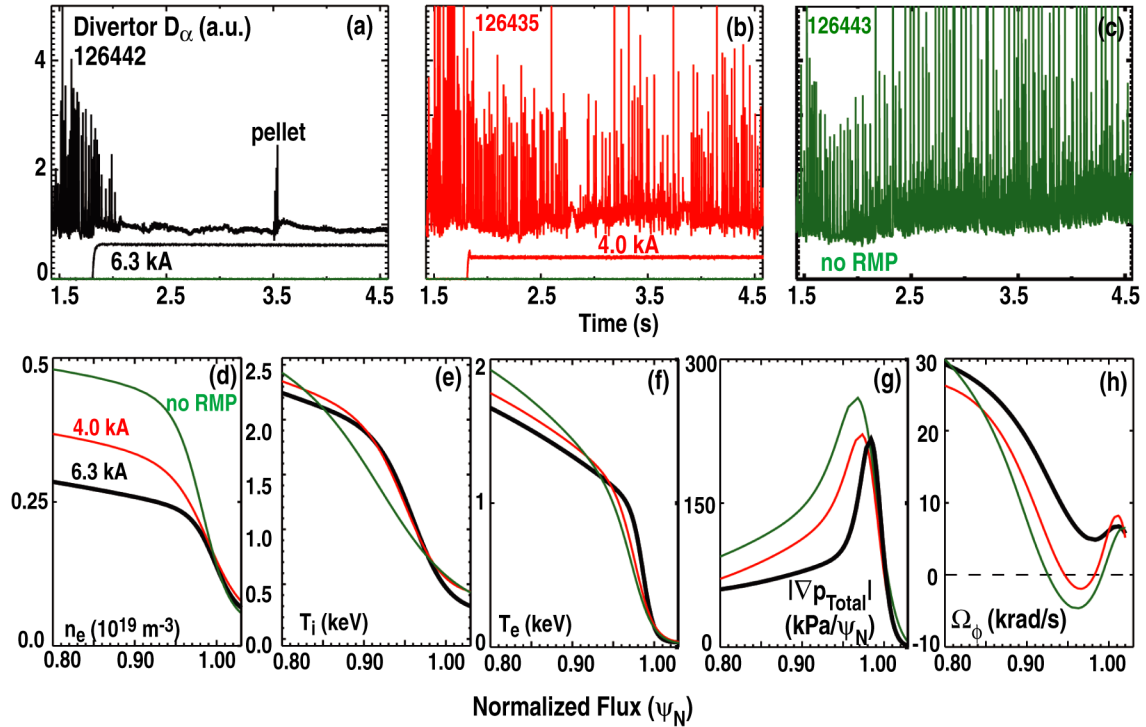 Divertor Dα (a.u.)
126442
(a)
pellet
6.3 kA
4
2
0
1.5
2.5
3.5
4.5
126435
(b)
4.0 kA
1.5
2.5
3.5
4.5
126443
(c)
no RMP
1.5
2.5
3.5
4.5
Time (s)
0.5
0.25
0.0
(d)
no RMP
4.0 kA
6.3 kA
ne (10^19 m^-3)
0.80
0.90
1.00
2.5
2.0
1.5
1.0
0.5
0.0
(e)
Ti (keV)
0.80
0.90
1.00
2
1
0
(f)
Te (keV)
0.80
0.90
1.00
300
150
0
(g)
|∇pTotal|
(kPa/ψN)
0.80
0.90
1.00
30
20
10
0
-10
(h)
Ωϕ (krad/s)
0.80
0.90
1.00
Normalized Flux (ψN)